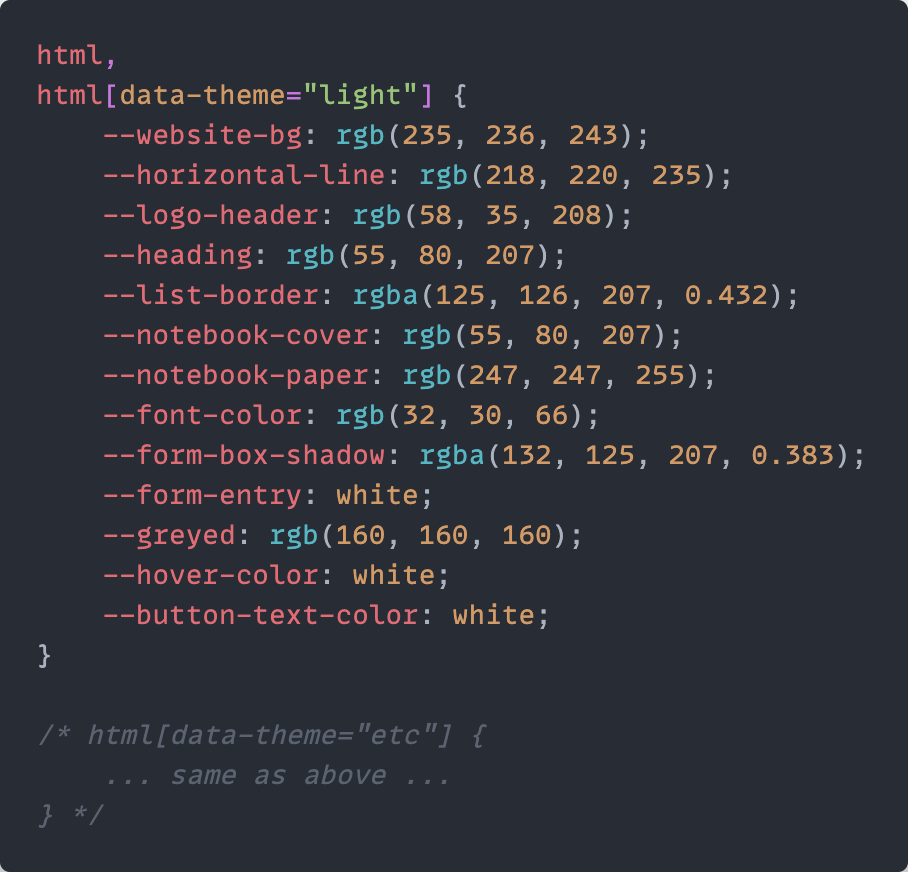 html,
html[data-theme="light"] {
    --website-bg: rgb(235, 236, 243);
    --horizontal-line: rgb(218, 220, 235);
    --logo-header: rgb(58, 35, 208);
    --heading: rgb(55, 80, 207);
    --list-border: rgba(125, 126, 207, 0.432);
    --notebook-cover: rgb(55, 80, 207);
    --notebook-paper: rgb(247, 247, 255);
    --font-color: rgb(32, 30, 66);
    --form-box-shadow: rgba(132, 125, 207, 0.383);
    --form-entry: white;
    --greyed: rgb(160, 160, 160);
    --hover-color: white;
    --button-text-color: white;
}

/* html[data-theme="etc"] {
    ... same as above ...
} */